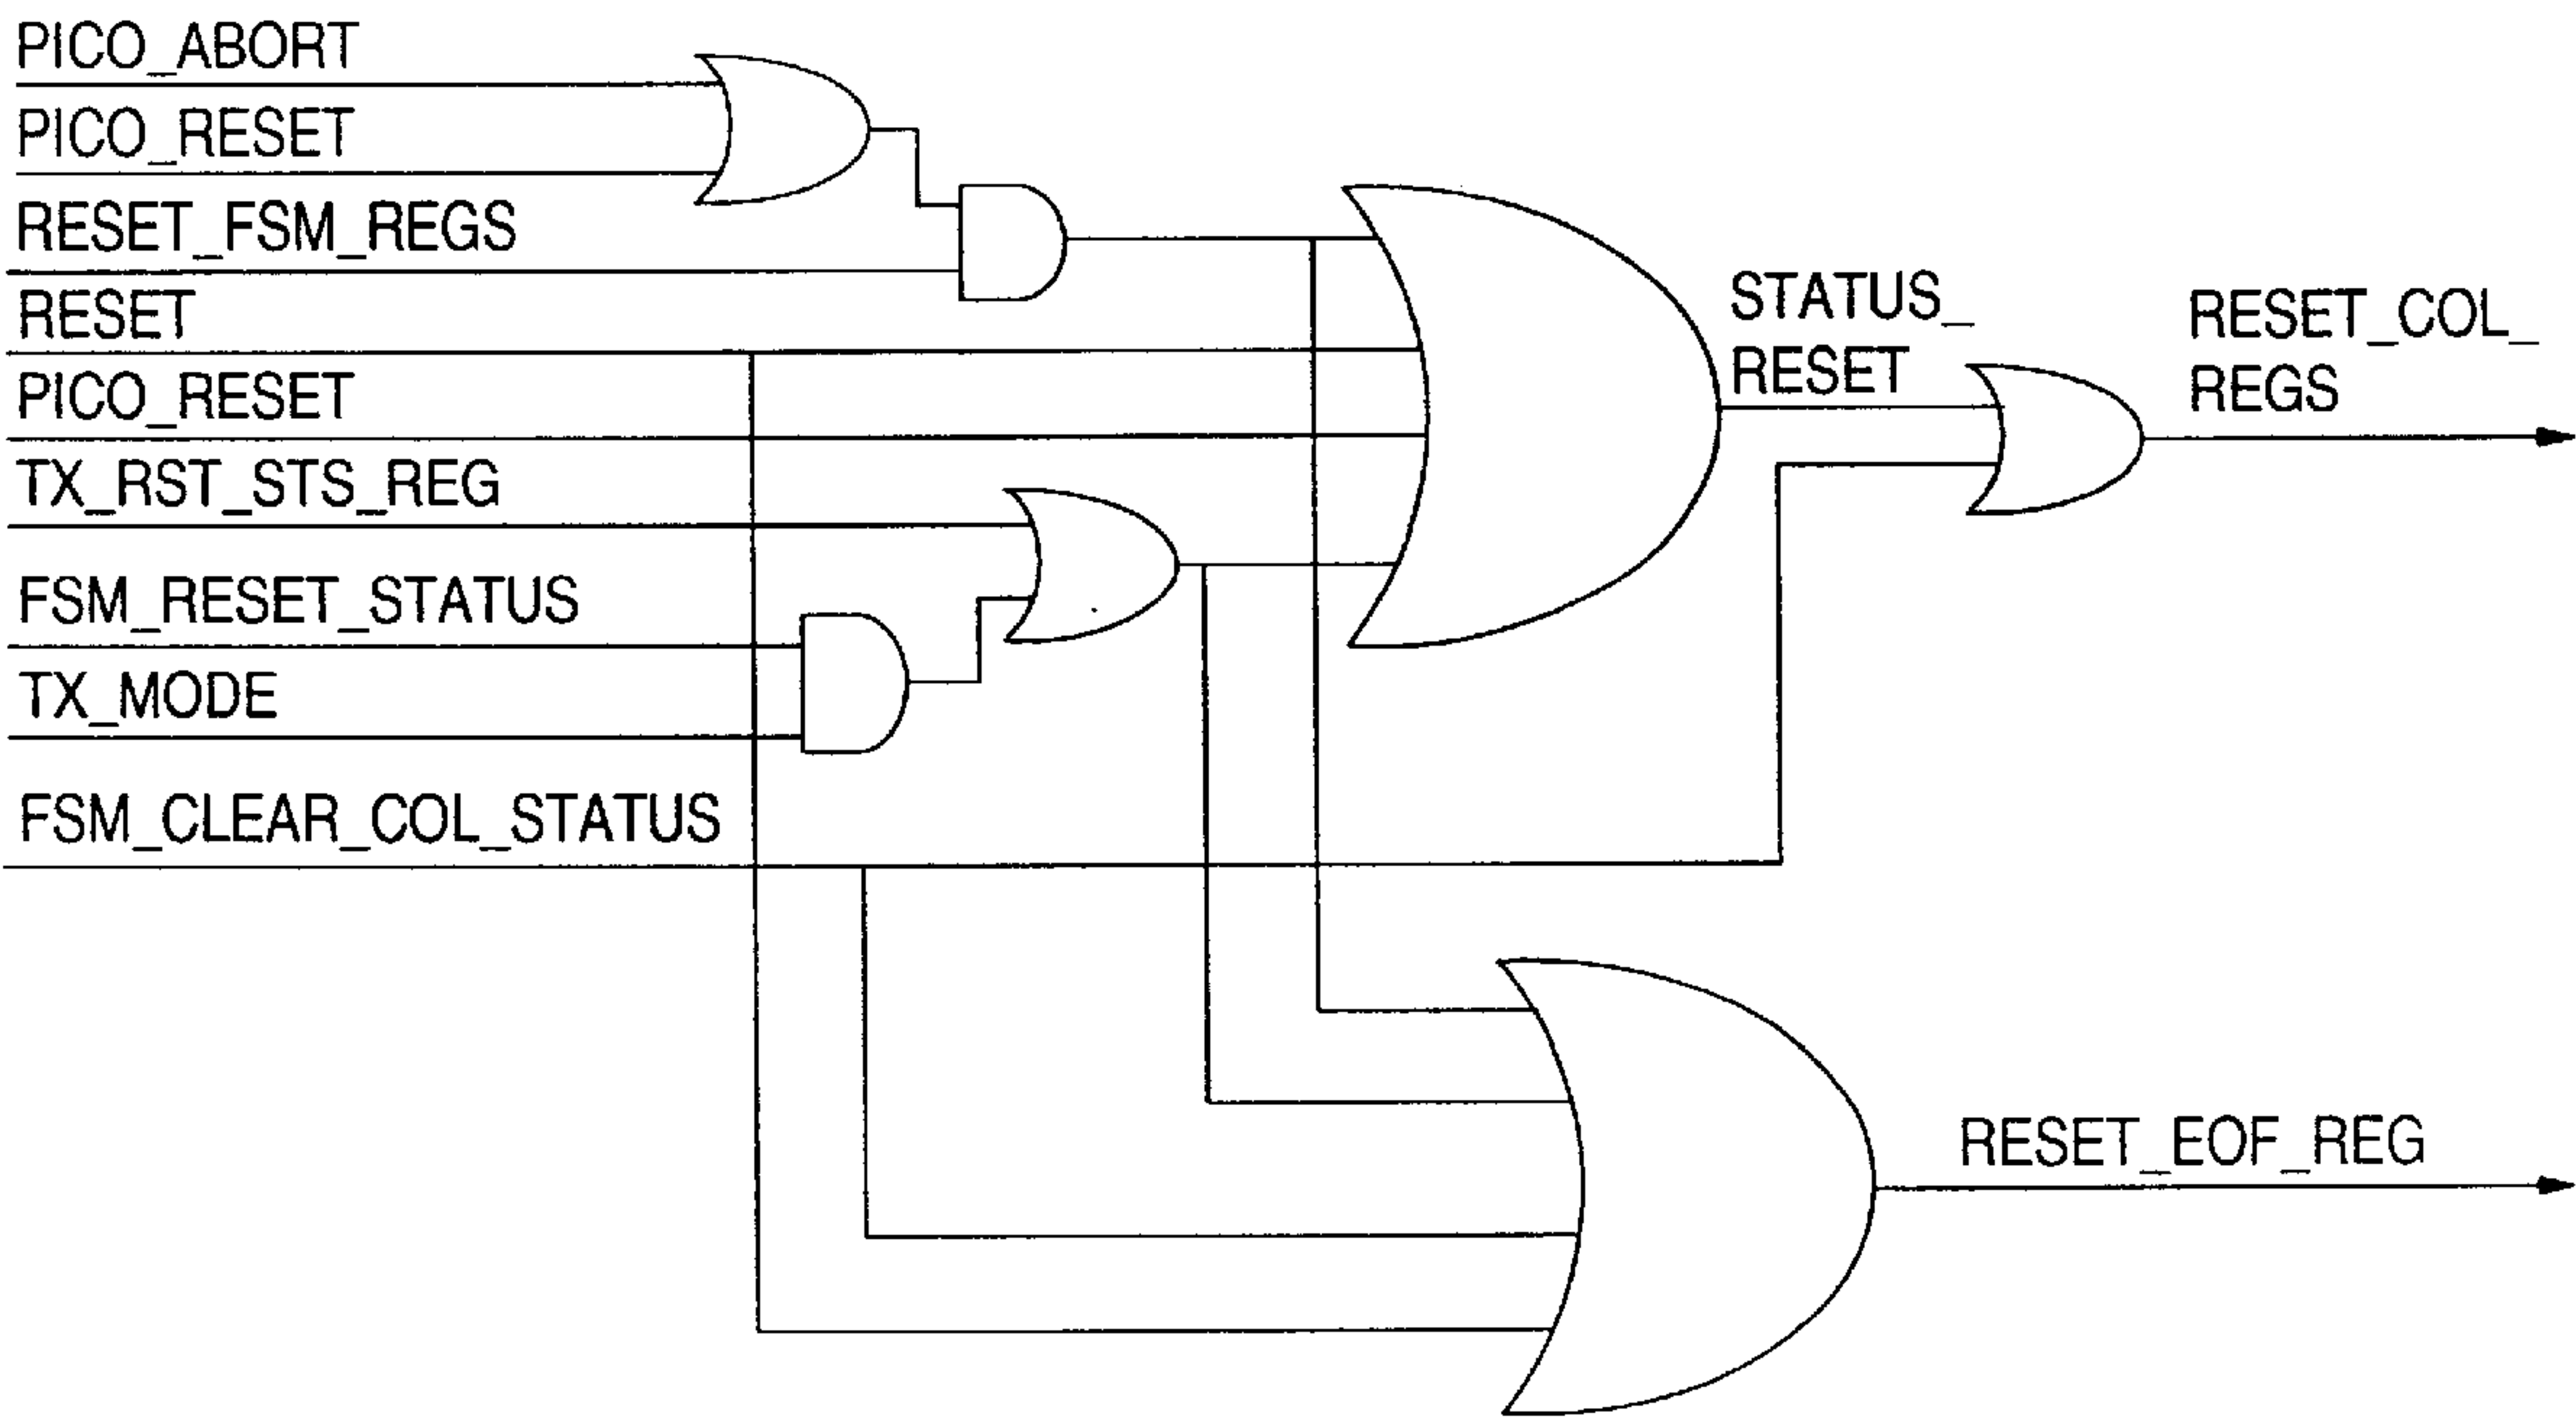 PICO_ABORT
PICO_RESET
RESET_FSM_REGS
RESET
PICO_RESET
TX_RST_STS_REG
FSM_RESET_STATUS
TX_MODE
FSM_CLEAR_COL_STATUS
STATUS_
RESET
RESET_COL_
REGS
RESET_EOF_REG